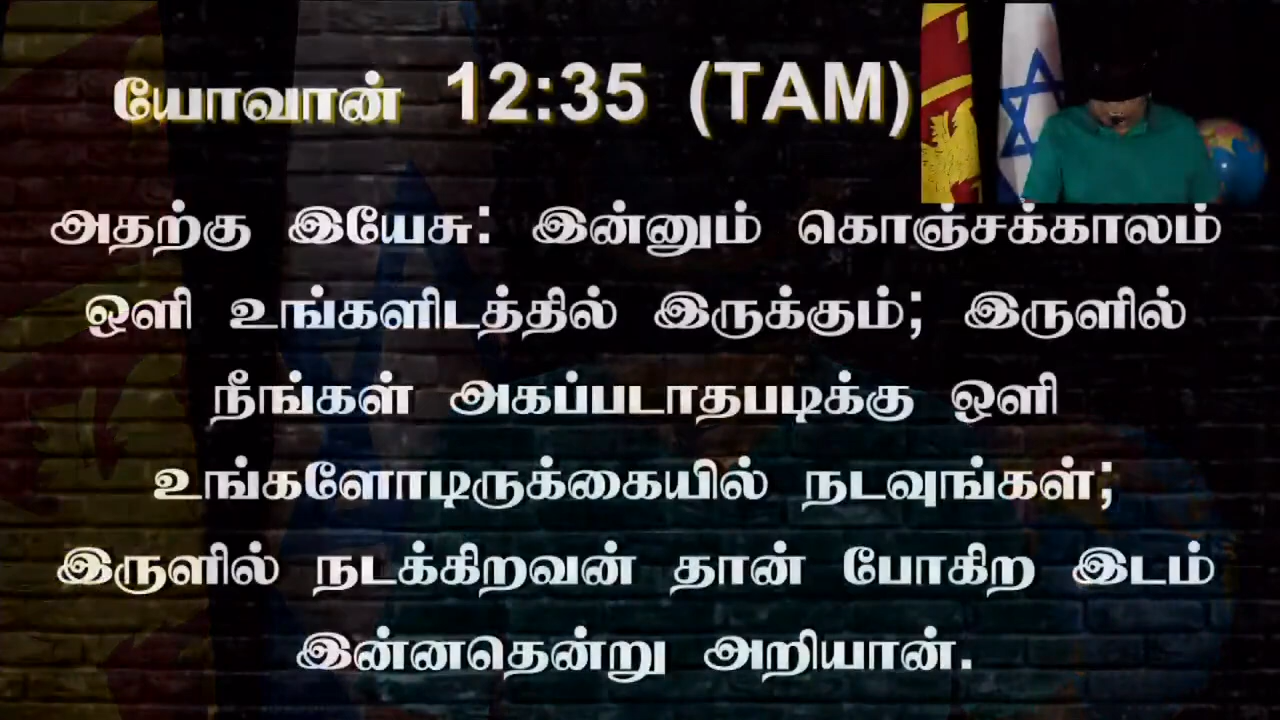 யோவான் 12:35 (TAM)
அதற்கு இயேசு: இன்னும் கொஞ்சக்காலம்
ஒளி உங்களிடத்தில் இருக்கும்; இருளில்
நீங்கள் அகப்படாதபடிக்கு ஒளி
உங்களோடிருக்கையில் நடவுங்கள்;
இருளில் நடக்கிறவன் தான் போகிற இடம்
இன்னதென்று அறியான்.